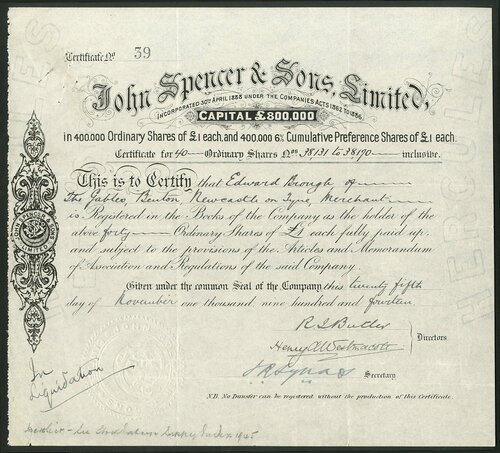 Certificate No 39
John Spencer & Sons, Limited,
INCORPORATED 30TH APRIL 1888 UNDER THE COMPANIES ACTS 1862 TO 1886
CAPITAL £800,000
in 400,000 Ordinary Shares of £1 each, and 400,000 6% Cumulative Preference Shares of £1 each.
Certificate for 40 Ordinary Shares Nos 38131 to 38170 inclusive.
This is to Certify that Edward Brough of
The Gables, Benton, Newcastle on Tyne, Merchant
is Registered in the Books of the Company as the holder of the
above forty Ordinary Shares of £1 each fully paid up:
and subject to the provisions of the Articles and Memorandum
of Association and Regulations of the said Company.
Given under the common Seal of the Company this twenty fifth
day of November one thousand nine hundred and fourteen
R S Butler
Henry A Westmacott
Directors
Secretary
N.B. No Transfer can be registered without the production of this Certificate.
In
Liquidation
JOHN SPENCER & SONS
LIMITED
1945